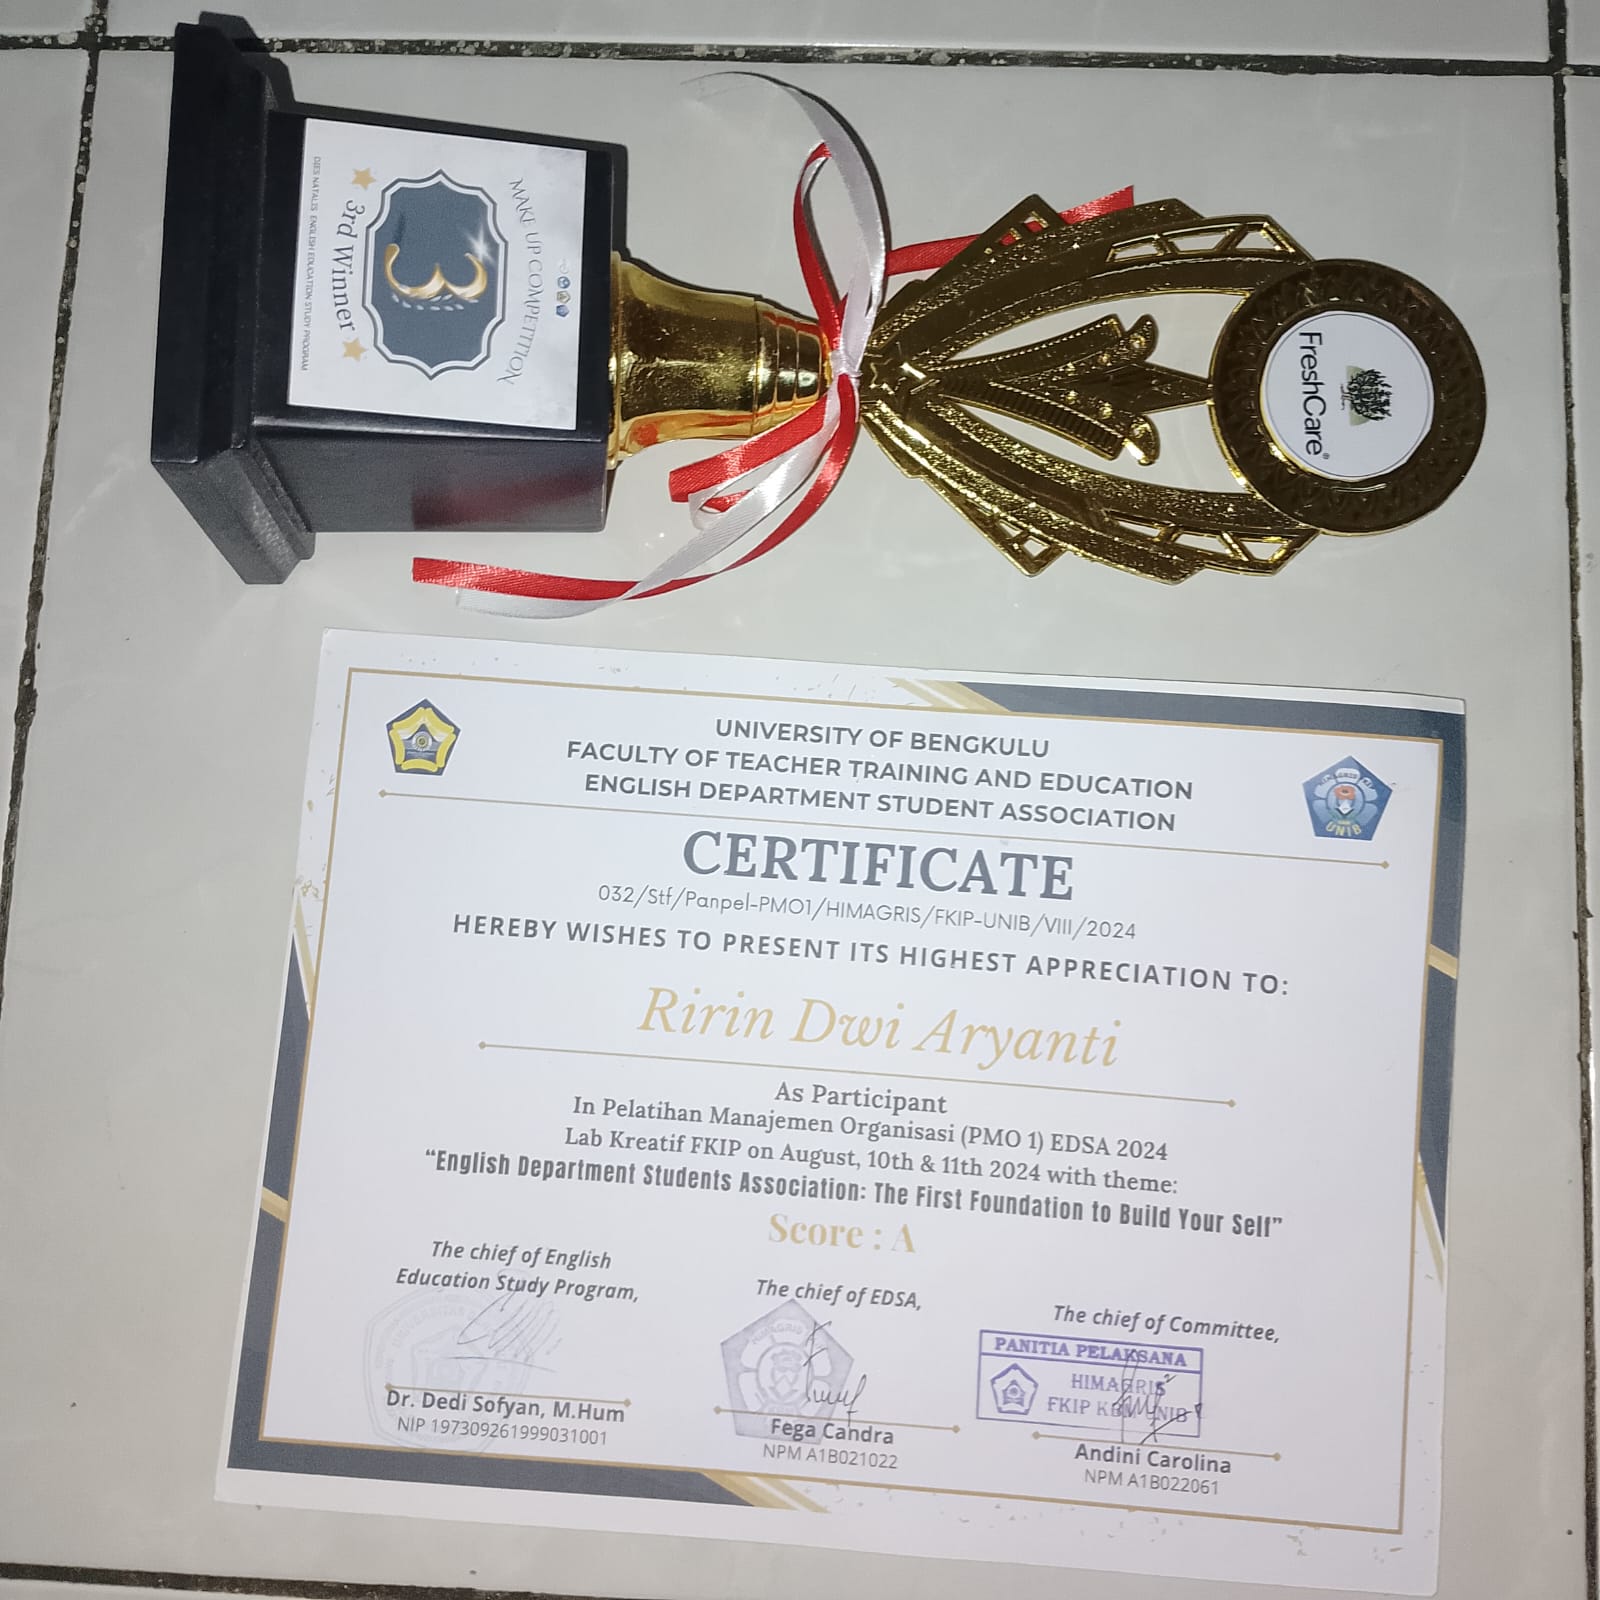 MAKE UP COMPETITION
3
3rd Winner
DIES NATALIS ENGLISH EDUCATION STUDY PROGRAM
FreshCare®
UNIVERSITY OF BENGKULU
FACULTY OF TEACHER TRAINING AND EDUCATION
ENGLISH DEPARTMENT STUDENT ASSOCIATION
CERTIFICATE
032/Stf/Panpel-PMO1/HIMAGRIS/FKIP-UNIB/VIII/2024
HEREBY WISHES TO PRESENT ITS HIGHEST APPRECIATION TO:
Ririn Dwi Aryanti
As Participant
In Pelatihan Manajemen Organisasi (PMO 1) EDSA 2024
Lab Kreatif FKIP on August, 10th & 11th 2024 with theme:
“English Department Students Association: The First Foundation to Build Your Self”
Score : A
The chief of English
Education Study Program,
Dr. Dedi Sofyan, M.Hum
NIP 197309261999031001
The chief of EDSA,
HIMAGRIS
Fega Candra
NPM A1B021022
The chief of Committee,
PANITIA PELAKSANA
HIMAGRIS
FKIP KBM UNIB
Andini Carolina
NPM A1B022061
UNIB